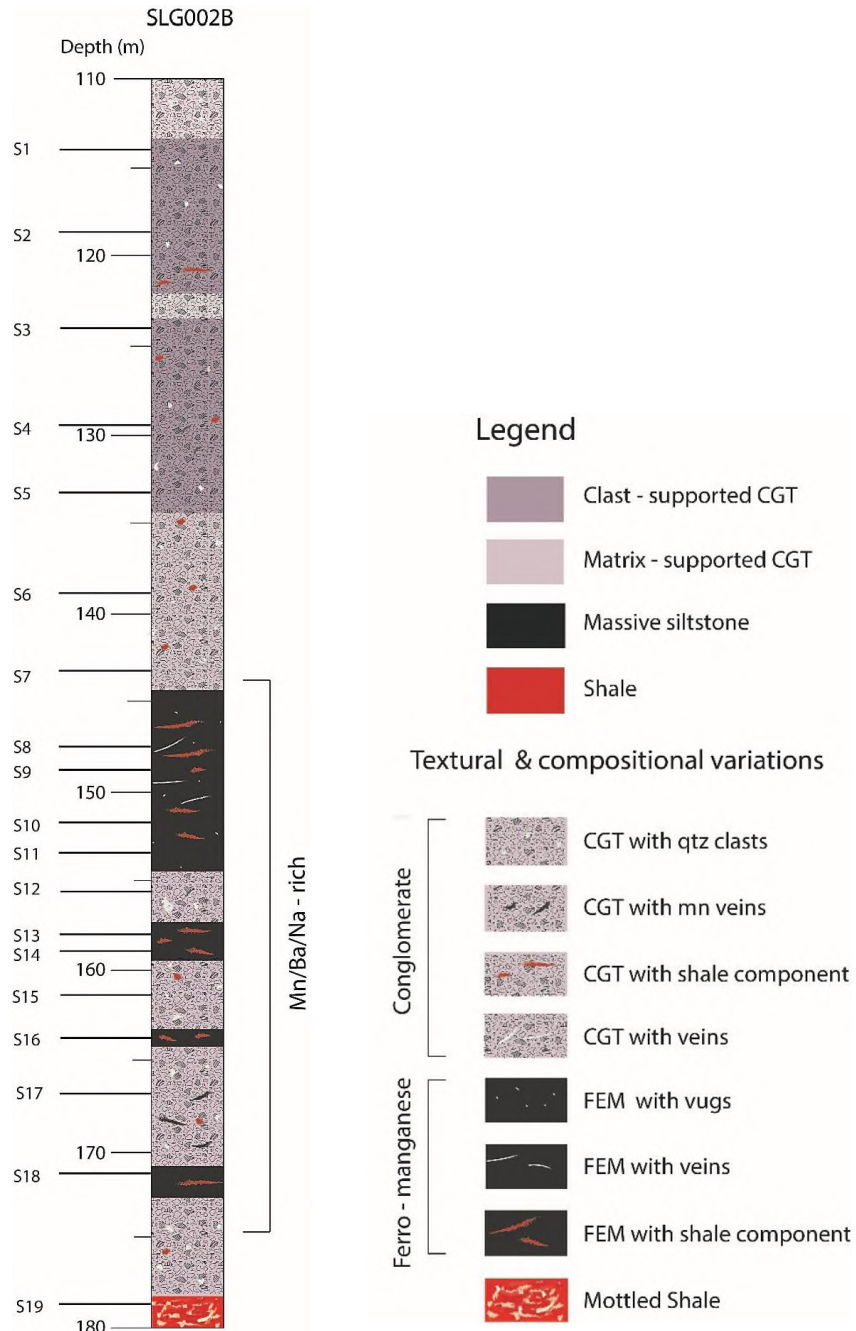 SLG002B
Depth (m)
110
S1
S2
120
S3
S4
130
S5
S6
140
S7
S8
S9
150
S10
S11
S12
S13
S14
160
S15
S16
S17
170
S18
S19
180
Mn/Ba/Na - rich
Legend
Clast - supported CGT
Matrix - supported CGT
Massive siltstone
Shale
Textural & compositional variations
Conglomerate
CGT with qtz clasts
CGT with mn veins
CGT with shale component
CGT with veins
Ferro - manganese
FEM with vugs
FEM with veins
FEM with shale component
Mottled Shale